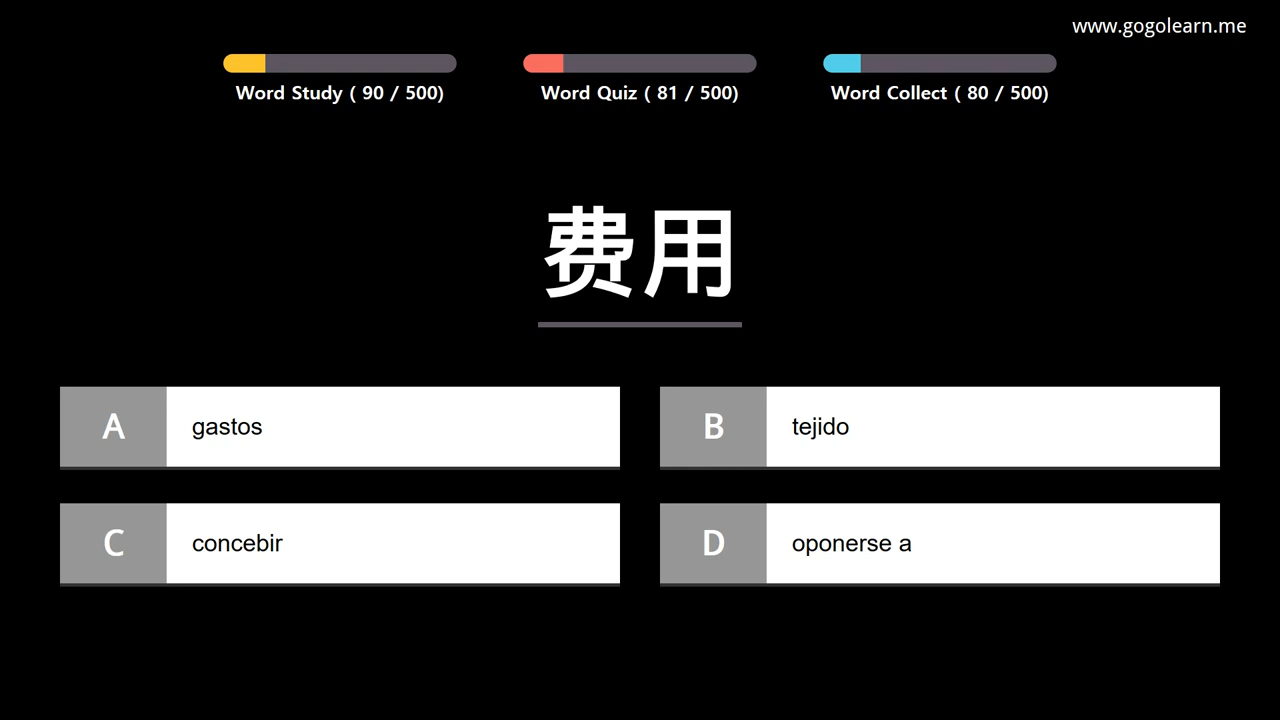 www.gogolearn.me
Word Study ( 90 / 500)
Word Quiz ( 81 / 500)
Word Collect ( 80 / 500)
费用
A gastos
B tejido
C concebir
D oponerse a